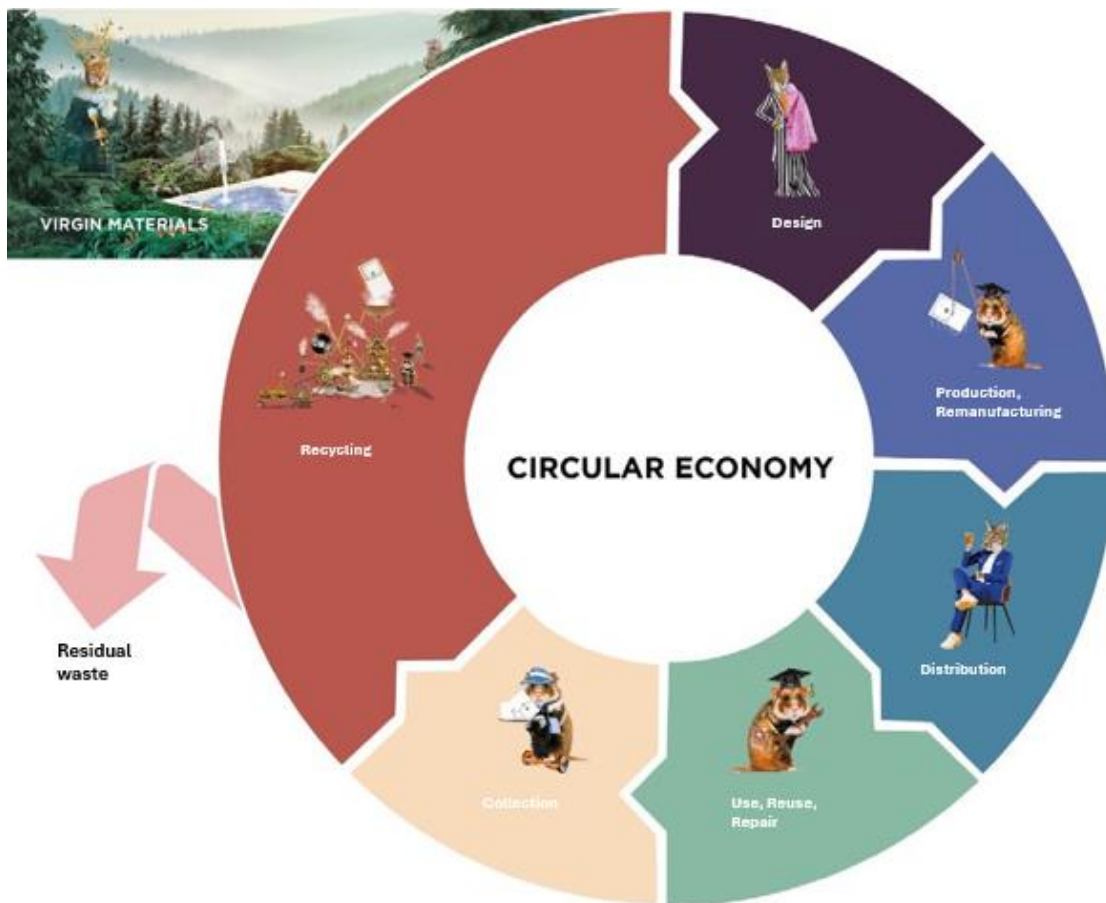 VIRGIN MATERIALS
Design
Production,
Remanufacturing
Recycling
CIRCULAR ECONOMY
Distribution
Residual
waste
Collection
Use, Reuse,
Repair